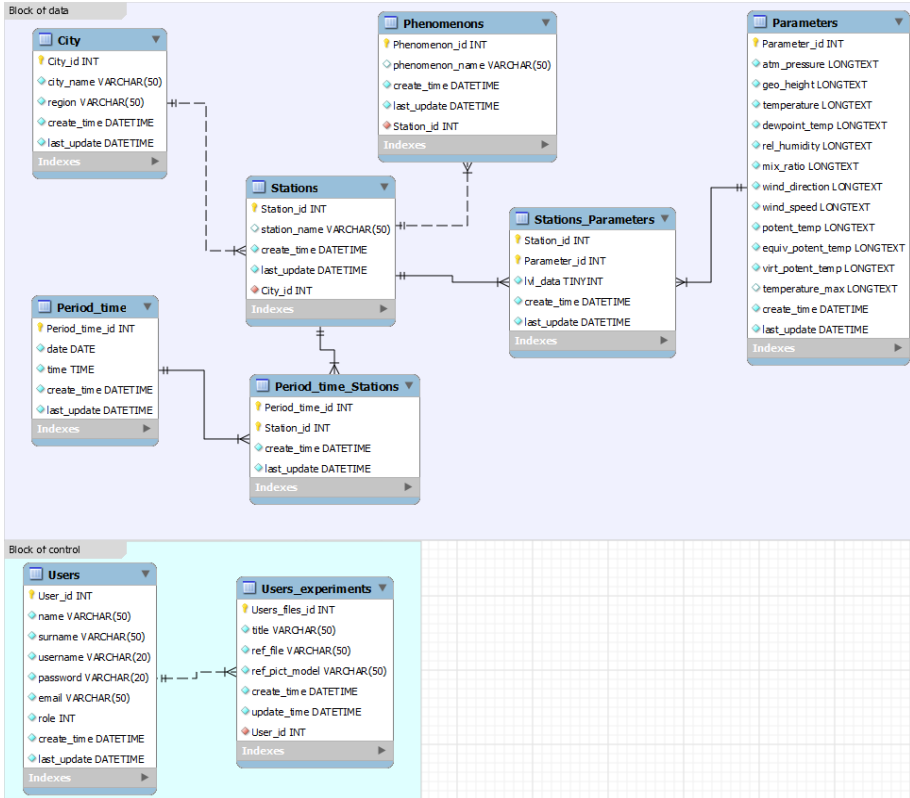 Block of data
City
City_id INT
city_name VARCHAR(50)
region VARCHAR(50)
create_time DATETIME
last_update DATETIME
Indexes
Phenomenons
Phenomenon_id INT
phenomenon_name VARCHAR(50)
create_time DATETIME
last_update DATETIME
Station_id INT
Indexes
Parameters
Parameter_id INT
atm_pressure LONGTEXT
geo_height LONGTEXT
temperature LONGTEXT
dewpoint_temp LONGTEXT
rel_humidity LONGTEXT
mix_ratio LONGTEXT
wind_direction LONGTEXT
wind_speed LONGTEXT
potent_temp LONGTEXT
equiv_potent_temp LONGTEXT
virt_potent_temp LONGTEXT
temperature_max LONGTEXT
create_time DATETIME
last_update DATETIME
Indexes
Stations
Station_id INT
station_name VARCHAR(50)
create_time DATETIME
last_update DATETIME
City_id INT
Indexes
Stations_Parameters
Station_id INT
Parameter_id INT
lvl_data TINYINT
create_time DATETIME
last_update DATETIME
Indexes
Period_time
Period_time_id INT
date DATE
time TIME
create_time DATETIME
last_update DATETIME
Indexes
Period_time_Stations
Period_time_id INT
Station_id INT
create_time DATETIME
last_update DATETIME
Indexes
Block of control
Users
User_id INT
name VARCHAR(50)
surname VARCHAR(50)
username VARCHAR(20)
password VARCHAR(20)
email VARCHAR(50)
role INT
create_time DATETIME
last_update DATETIME
Indexes
Users_experiments
Users_files_id INT
title VARCHAR(50)
ref_file VARCHAR(50)
ref_pict_model VARCHAR(50)
create_time DATETIME
update_time DATETIME
User_id INT
Indexes